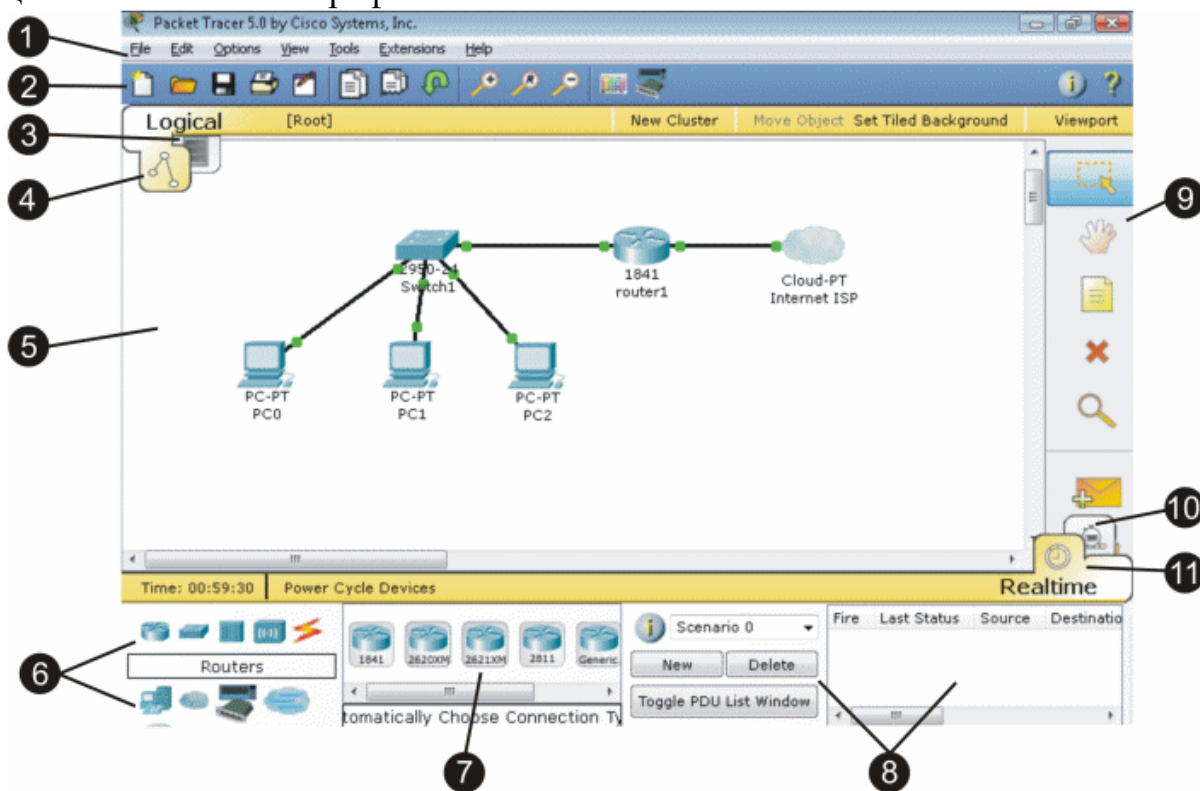 Packet Tracer 5.0 by Cisco Systems, Inc.
1
File Edit Options View Tools Extensions Help
2
Logical [Root] New Cluster Move Object Set Tiled Background Viewport
3
4
9
2950-24
Switch1
1841
router1
Cloud-PT
Internet ISP
5
PC-PT
PC0
PC-PT
PC1
PC-PT
PC2
10
11
Time: 00:59:30 Power Cycle Devices Realtime
Fire Last Status Source Destinatio
Scenario 0
1841 2620XM 2621XM 2811 Generic
6
Routers
New Delete
Toggle PDU List Window
tomatically Choose Connection Ty
7
8